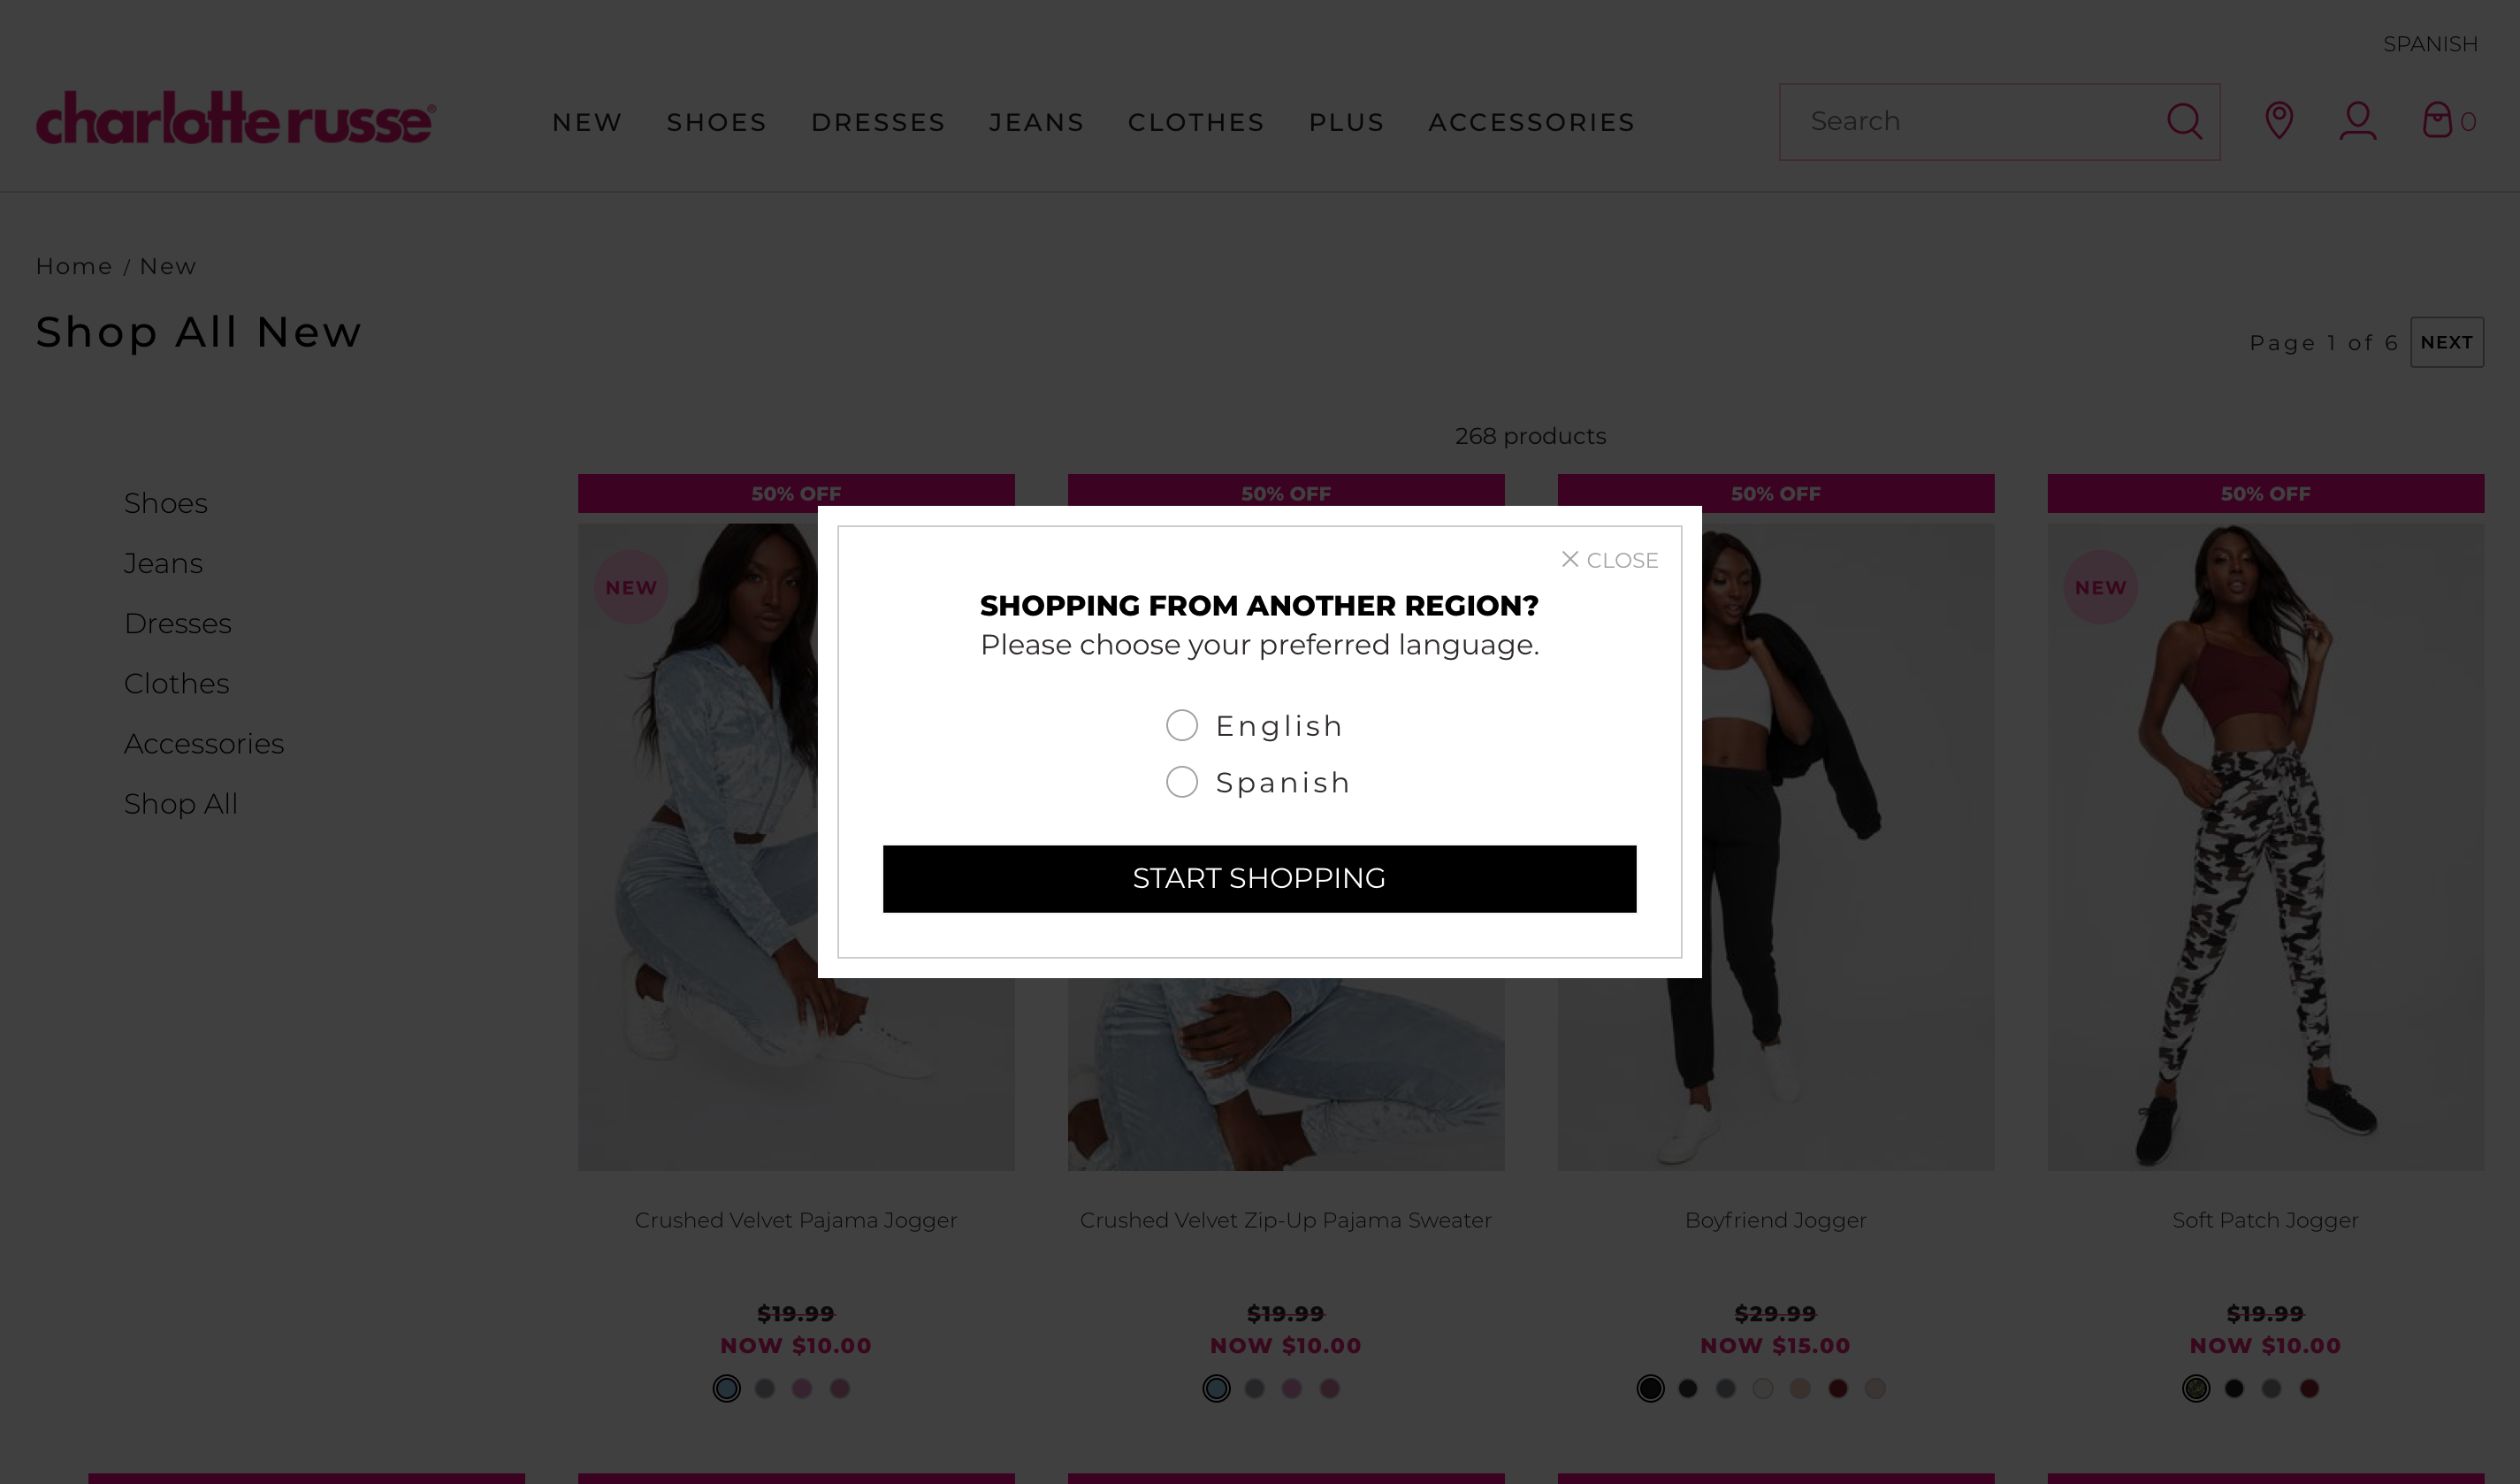 SPANISH
charlotte russe®
NEW SHOES DRESSES JEANS CLOTHES PLUS ACCESSORIES
Search
0
Home / New
Shop All New
Page 1 of 6 NEXT
268 products
Shoes
Jeans
Dresses
Clothes
Accessories
Shop All
50% OFF 50% OFF 50% OFF 50% OFF
NEW NEW
CLOSE
SHOPPING FROM ANOTHER REGION?
Please choose your preferred language.
English
Spanish
START SHOPPING
Crushed Velvet Pajama Jogger Crushed Velvet Zip-Up Pajama Sweater Boyfriend Jogger Soft Patch Jogger
$19.99 $19.99 $29.99 $19.99
NOW $10.00 NOW $10.00 NOW $15.00 NOW $10.00